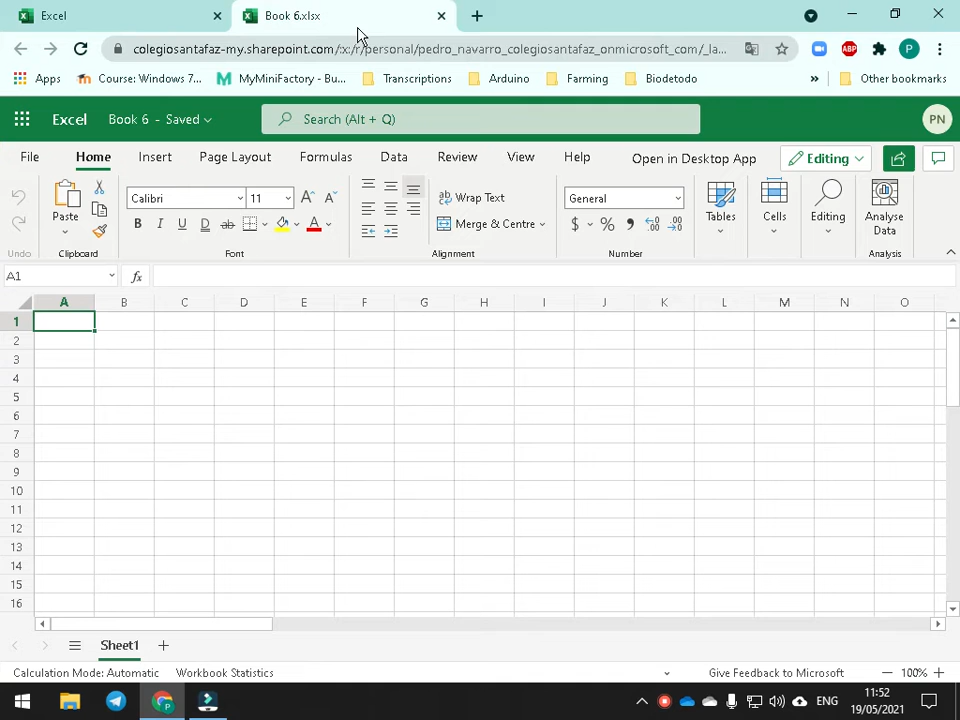 Excel
Book 6.xlsx
colegiosantafaz-my.sharepoint.com/:x:/r/personal/pedro_navarro_colegiosantafaz_onmicrosoft_com/_la...
ABP
P
Apps
Course: Windows 7...
MyMiniFactory - Bu...
Transcriptions
Arduino
Farming
Biodetodo
»
Other bookmarks
Excel
Book 6 - Saved
Search (Alt + Q)
PN
File Home Insert Page Layout Formulas Data Review View Help Open in Desktop App Editing
Calibri 11 A A
Wrap Text
General
Paste
B I U D ab A
Merge & Centre
$ % 9 .00 .00
Tables
Cells
Editing
Analyse
Data
Undo Clipboard Font Alignment Number Analysis
A1 fx
A B C D E F G H I J K L M N O
1
2
3
4
5
6
7
8
9
10
11
12
13
14
15
16
Sheet1
Calculation Mode: Automatic Workbook Statistics Give Feedback to Microsoft 100%
ENG
11:52
19/05/2021